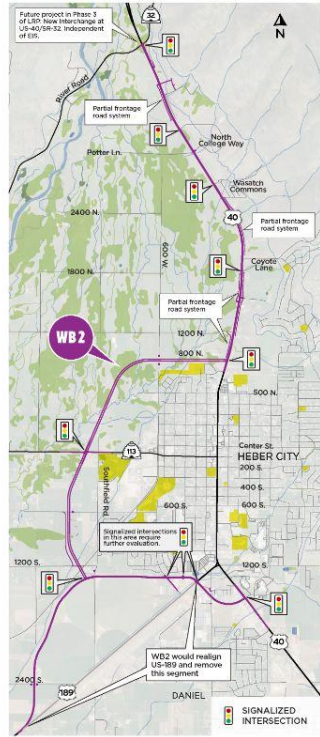 Future project in Phase 3
of LRP. New Interchange at
US-40/SR-32. Independent
of EIS.
32
N
River Road
Partial frontage
road system
North
College Way
Potter Ln.
Wasatch
Commons
2400 N.
40
Partial frontage
road system
600 W.
Coyote
Lane
1800 N.
Partial frontage
road system
1200 N.
WB2
800 N.
500 N.
113
Center St.
HEBER CITY
200 S.
400 S.
600 S.
Southfield Rd.
600 S.
Signalized intersections
in this area require
further evaluation.
1200 S.
1200 S.
40
WB2 would realign
US-189 and remove
this segment
2400 S.
189
DANIEL
SIGNALIZED
INTERSECTION